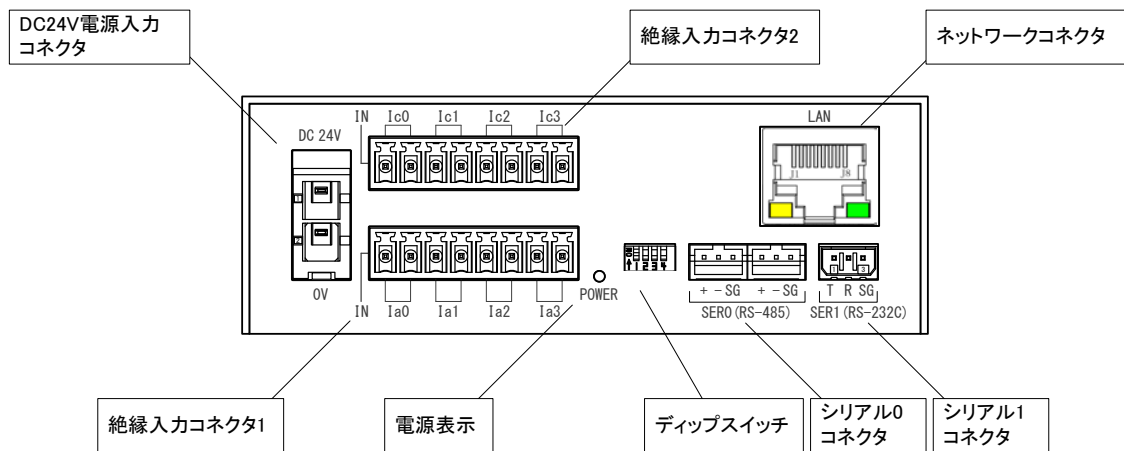 DC24V電源入力
コネクタ
絶縁入力コネクタ2
ネットワークコネクタ
IN Ic0 Ic1 Ic2 Ic3
LAN
DC 24V
J1 J8
1
2
ON
1 2 3 4
1 3
0V
IN Ia0 Ia1 Ia2 Ia3
POWER
+ - SG + - SG
T R SG
SER0(RS-485)
SER1(RS-232C)
絶縁入力コネクタ1
電源表示
ディップスイッチ
シリアル0
コネクタ
シリアル1
コネクタ